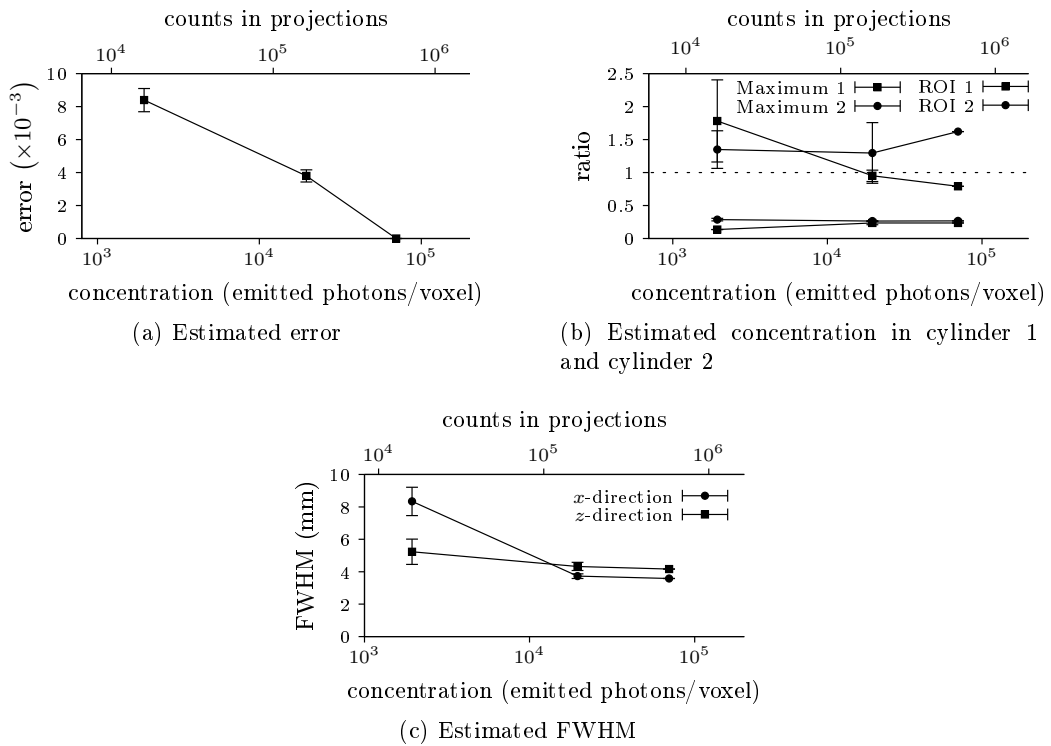 counts in projections
10^4 10^5 10^6
10
8
6
4
2
0
error (×10^−3)
10^3 10^4 10^5
concentration (emitted photons/voxel)
(a) Estimated error
counts in projections
10^4 10^5 10^6
2.5
2
1.5
1
0.5
0
ratio
Maximum 1 ROI 1
Maximum 2 ROI 2
10^3 10^4 10^5
concentration (emitted photons/voxel)
(b) Estimated concentration in cylinder 1
and cylinder 2
counts in projections
10^4 10^5 10^6
10
8
6
4
2
0
FWHM (mm)
x-direction
z-direction
10^3 10^4 10^5
concentration (emitted photons/voxel)
(c) Estimated FWHM